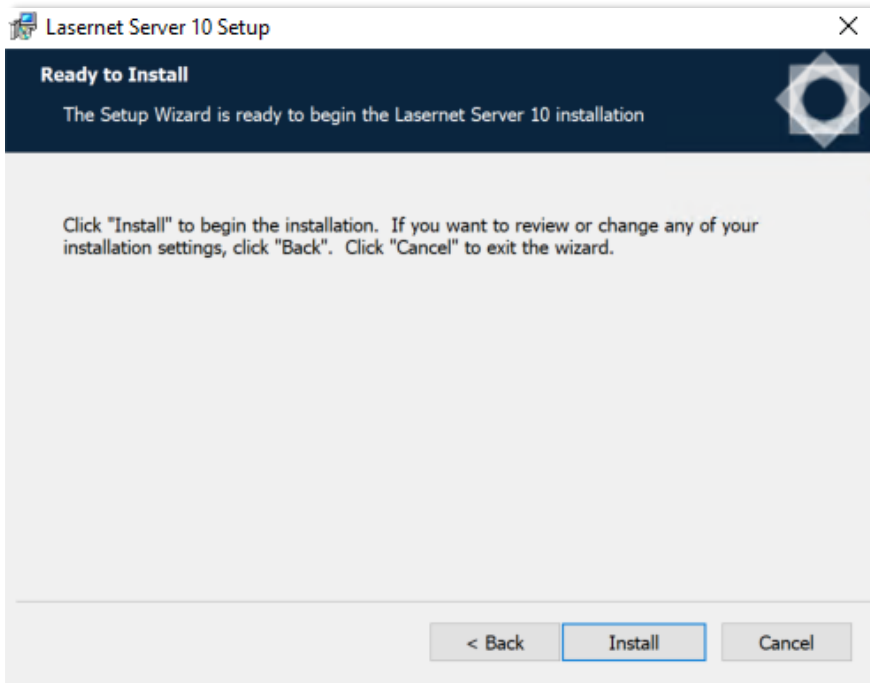 Lasernet Server 10 Setup
Ready to Install
The Setup Wizard is ready to begin the Lasernet Server 10 installation
Click "Install" to begin the installation.  If you want to review or change any of your
installation settings, click "Back".  Click "Cancel" to exit the wizard.
< Back Install Cancel